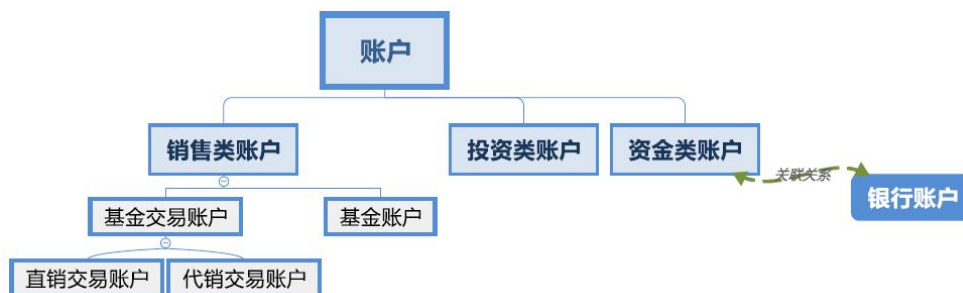 账户
销售类账户
投资类账户
资金类账户
关联关系
银行账户
基金交易账户
基金账户
直销交易账户
代销交易账户